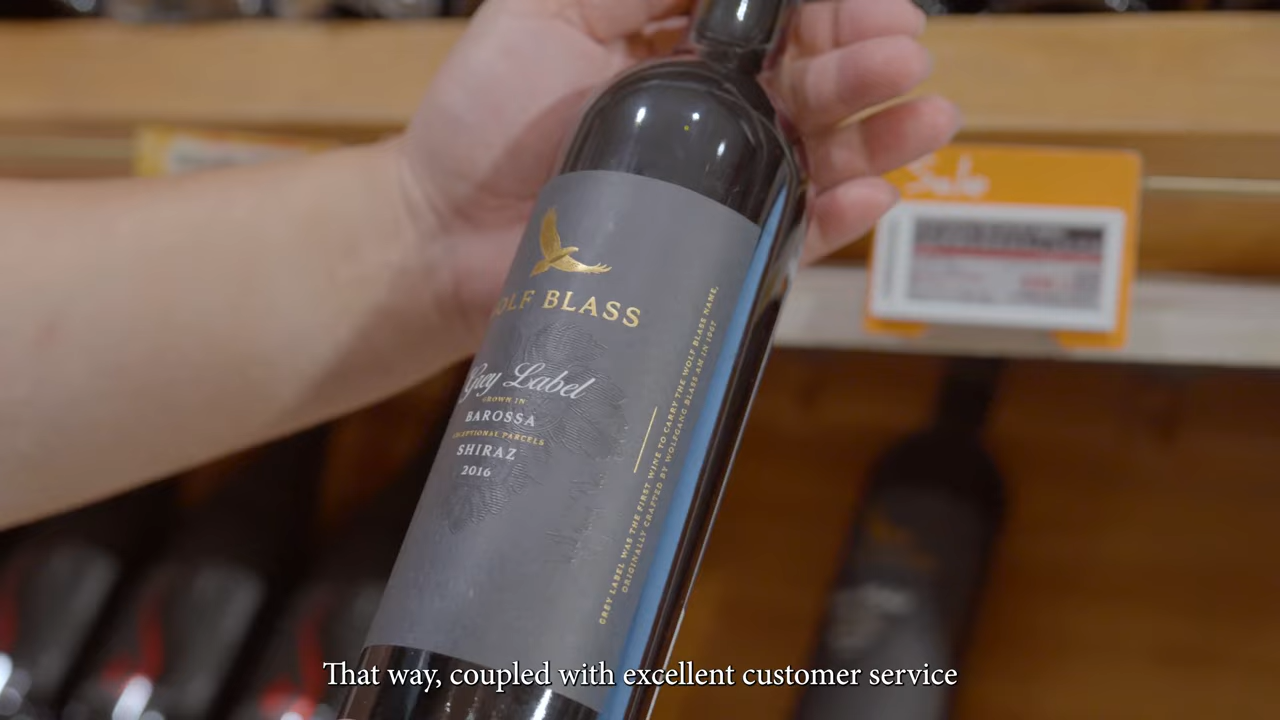 Sale
OLF BLASS
Grey Label
GROWN IN
BAROSSA
EXCEPTIONAL PARCELS
SHIRAZ
2016
GREY LABEL WAS THE FIRST WINE TO CARRY THE WOLF BLASS NAME,
ORIGINALLY CRAFTED BY WOLFGANG BLASS AM IN 1967
That way, coupled with excellent customer service